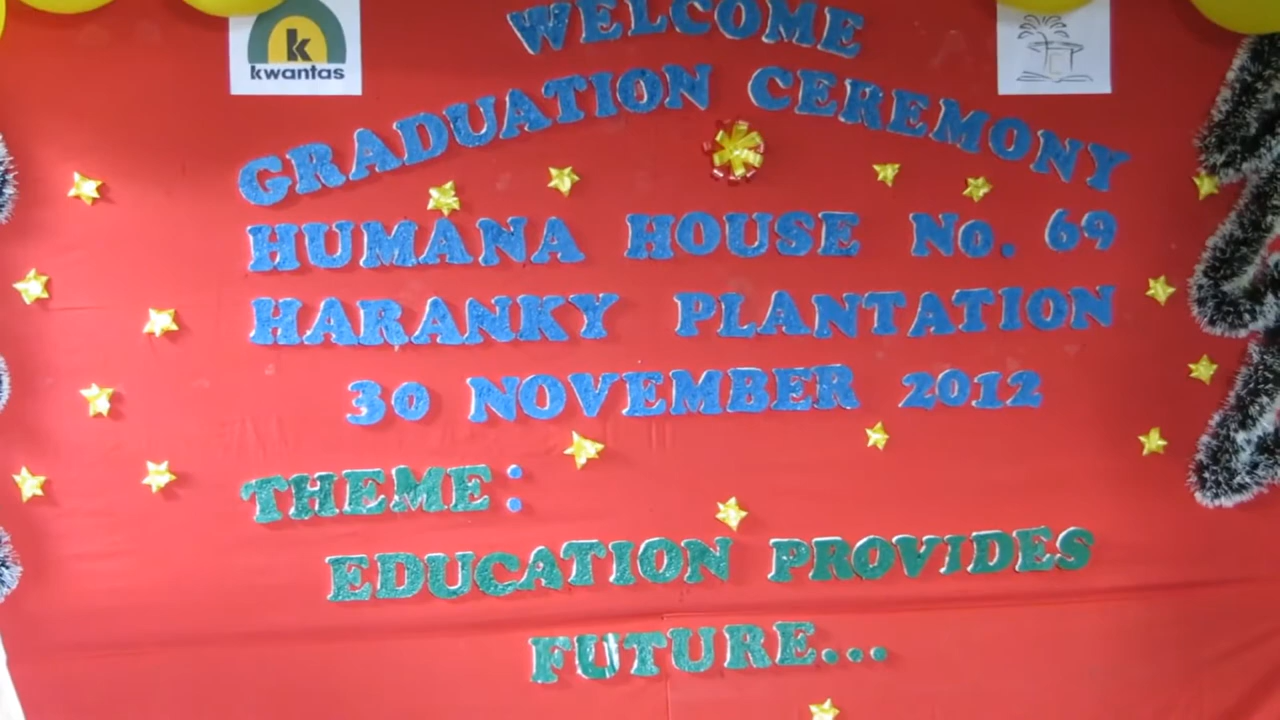 k
kwantas
WELCOME
GRADUATION CEREMONY
HUMANA HOUSE No. 69
HARANKY PLANTATION
30 NOVEMBER 2012
THEME:
EDUCATION PROVIDES
FUTURE...